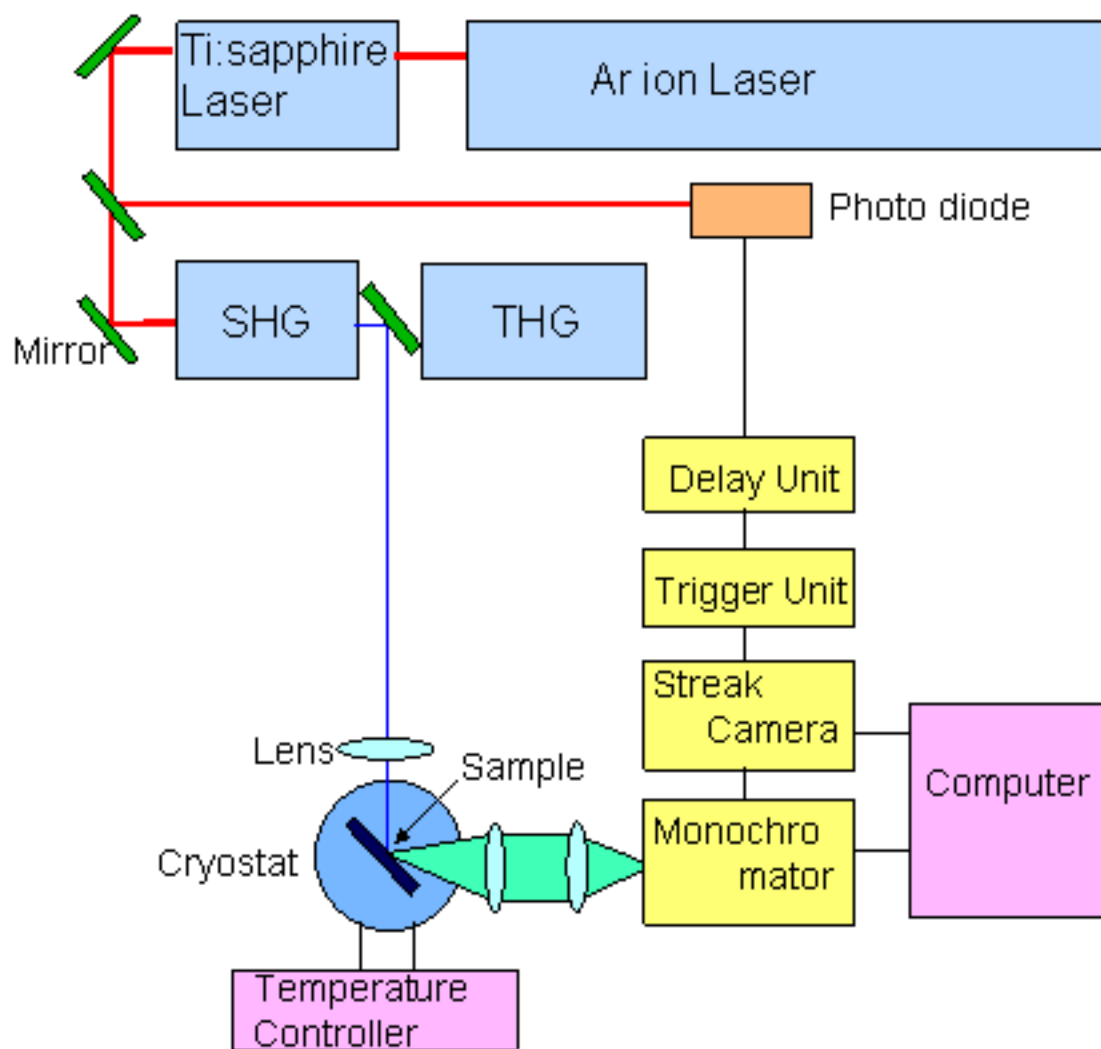 Ti:sapphire
Laser
Ar ion Laser
Photo diode
SHG
THG
Mirror
Delay Unit
Trigger Unit
Streak
Camera
Lens
Sample
Computer
Monochro
mator
Cryostat
Temperature
Controller